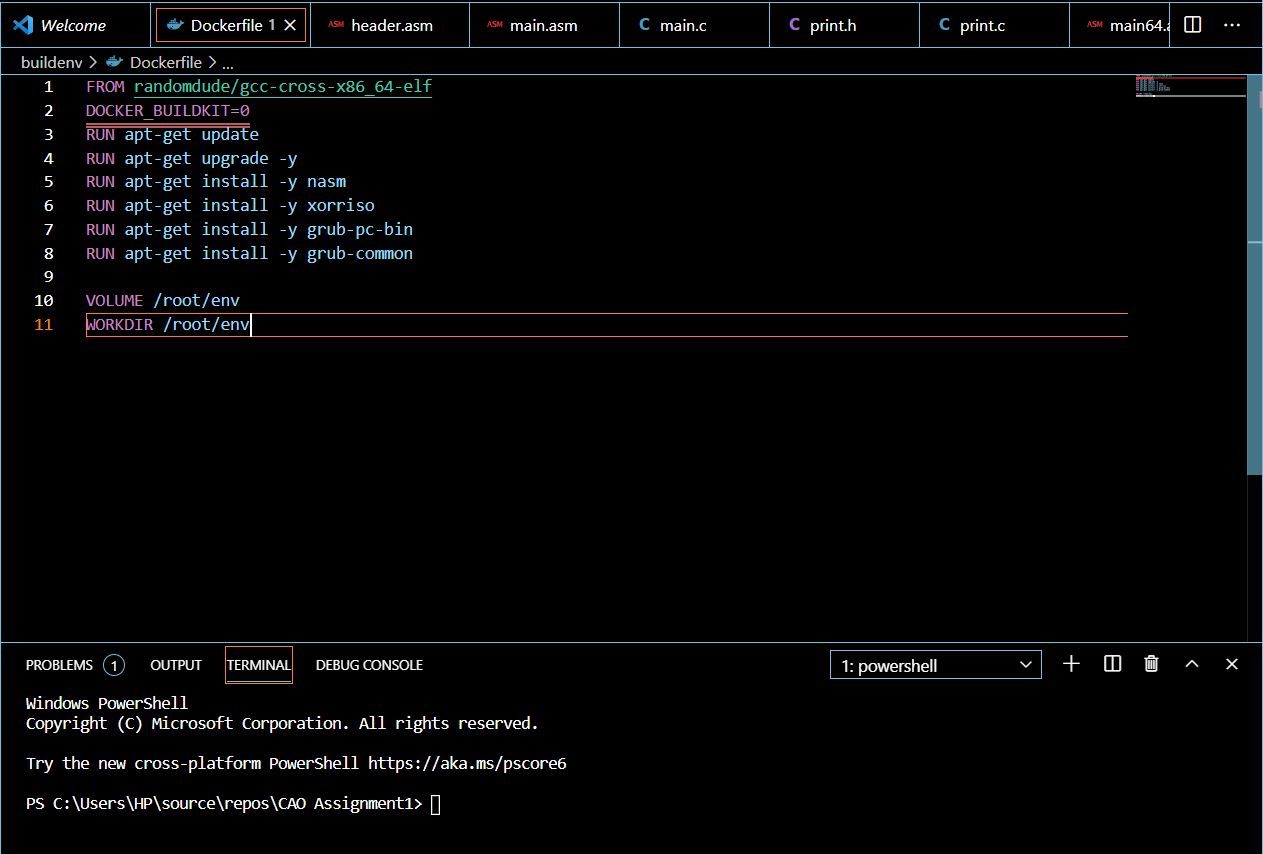 Welcome Dockerfile 1 ASM header.asm ASM main.asm C main.c C print.h C print.c ASM main64.a
buildenv > Dockerfile > ...
1 FROM randomdude/gcc-cross-x86_64-elf
2 DOCKER_BUILDKIT=0
3 RUN apt-get update
4 RUN apt-get upgrade -y
5 RUN apt-get install -y nasm
6 RUN apt-get install -y xorriso
7 RUN apt-get install -y grub-pc-bin
8 RUN apt-get install -y grub-common
9
10 VOLUME /root/env
11 WORKDIR /root/env
PROBLEMS 1 OUTPUT TERMINAL DEBUG CONSOLE 1: powershell
Windows PowerShell
Copyright (C) Microsoft Corporation. All rights reserved.
Try the new cross-platform PowerShell https://aka.ms/pscore6
PS C:\Users\HP\source\repos\CAO Assignment1>